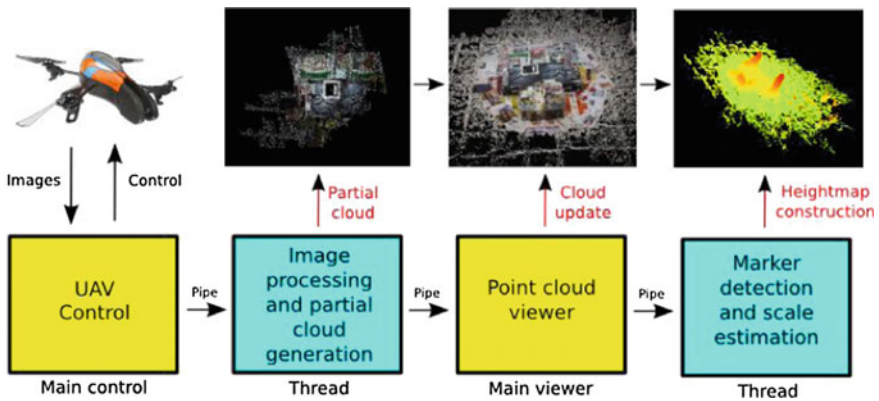 Images
Control
Partial
cloud
Cloud
update
Heightmap
construction
UAV
Control
Pipe
Image
processing
and partial
cloud
generation
Pipe
Point cloud
viewer
Pipe
Marker
detection
and scale
estimation
Main control
Thread
Main viewer
Thread